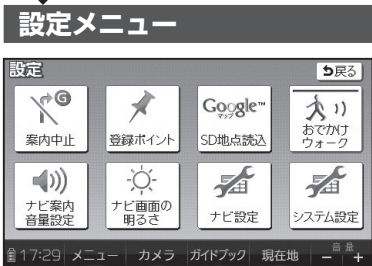 設定メニュー
設定
戻る
G
Google™
マップ
案内中止
登録ポイント
SD地点読込
おでかけ
ウォーク
ナビ案内
音量設定
ナビ画面の
明るさ
ナビ設定
システム設定
17:29 メニュー カメラ ガイドブック 現在地 音量
− +